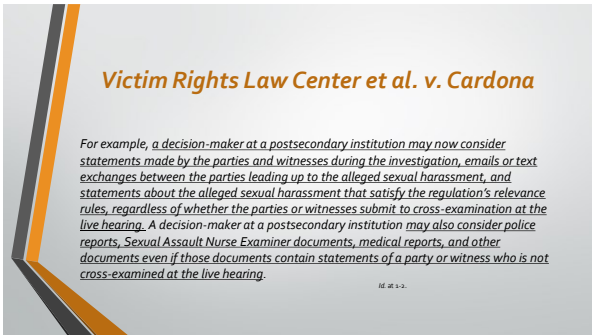 Victim Rights Law Center et al. v. Cardona
For example, a decision-maker at a postsecondary institution may now consider
statements made by the parties and witnesses during the investigation, emails or text
exchanges between the parties leading up to the alleged sexual harassment, and
statements about the alleged sexual harassment that satisfy the regulation's relevance
rules, regardless of whether the parties or witnesses submit to cross-examination at the
live hearing. A decision-maker at a postsecondary institution may also consider police
reports, Sexual Assault Nurse Examiner documents, medical reports, and other
documents even if those documents contain statements of a party or witness who is not
cross-examined at the live hearing.
Id. at 1-2.